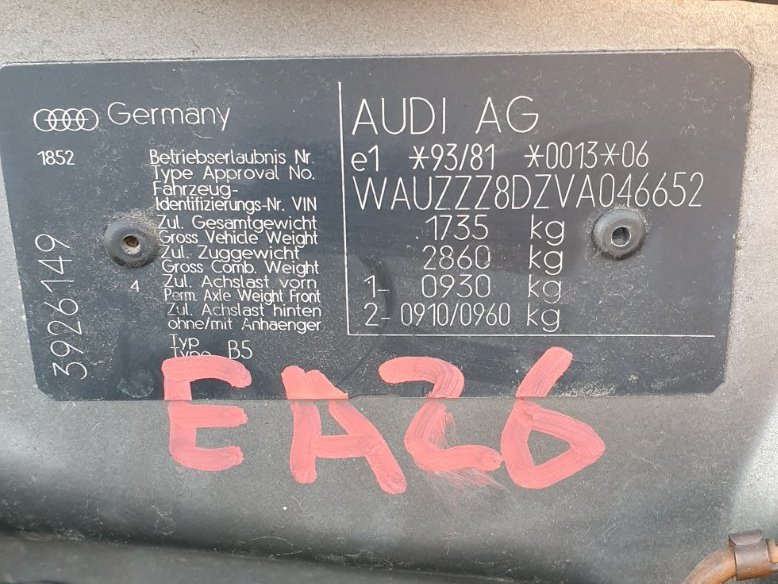 Germany
AUDI AG
1852
Betriebserlaubnis Nr.
Type Approval No.
e1 *93/81 *0013*06
Fahrzeug-
Identifizierungs-Nr. VIN
WAUZZZ8DZVA046652
Zul. Gesamtgewicht
Gross Vehicle Weight
1735 kg
Zul. Zuggewicht
Gross Comb. Weight
2860 kg
4
Zul. Achslast vorn
Perm. Axle Weight Front
1- 0930 kg
Zul. Achslast hinten
ohne/mit Anhaenger
2- 0910/0960 kg
Typ
Type B5
3926149
EA26